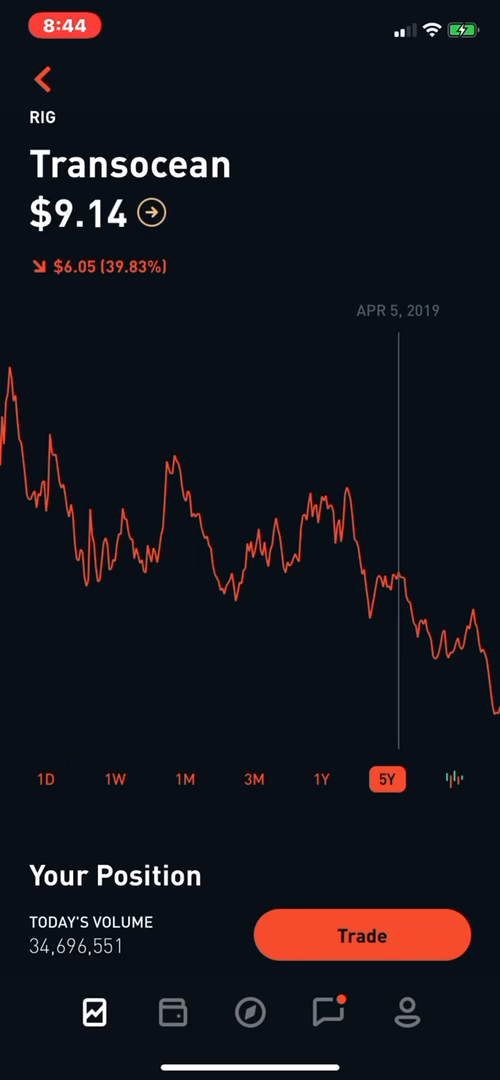 8:44
RIG
Transocean
$9.14
$6.05 (39.83%)
APR 5, 2019
1D 1W 1M 3M 1Y 5Y
Your Position
TODAY'S VOLUME
34,696,551
Trade